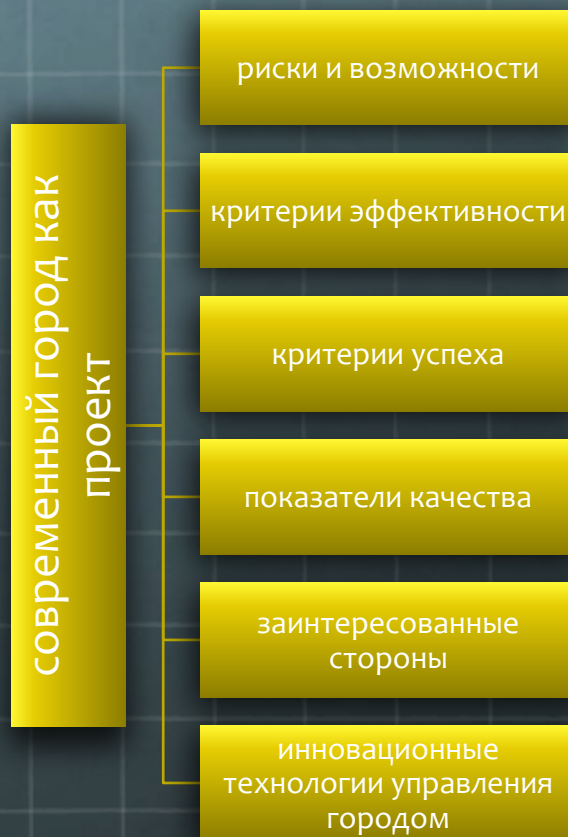 современный город как
проект
риски и возможности
критерии эффективности
критерии успеха
показатели качества
заинтересованные
стороны
инновационные
технологии управления
городом